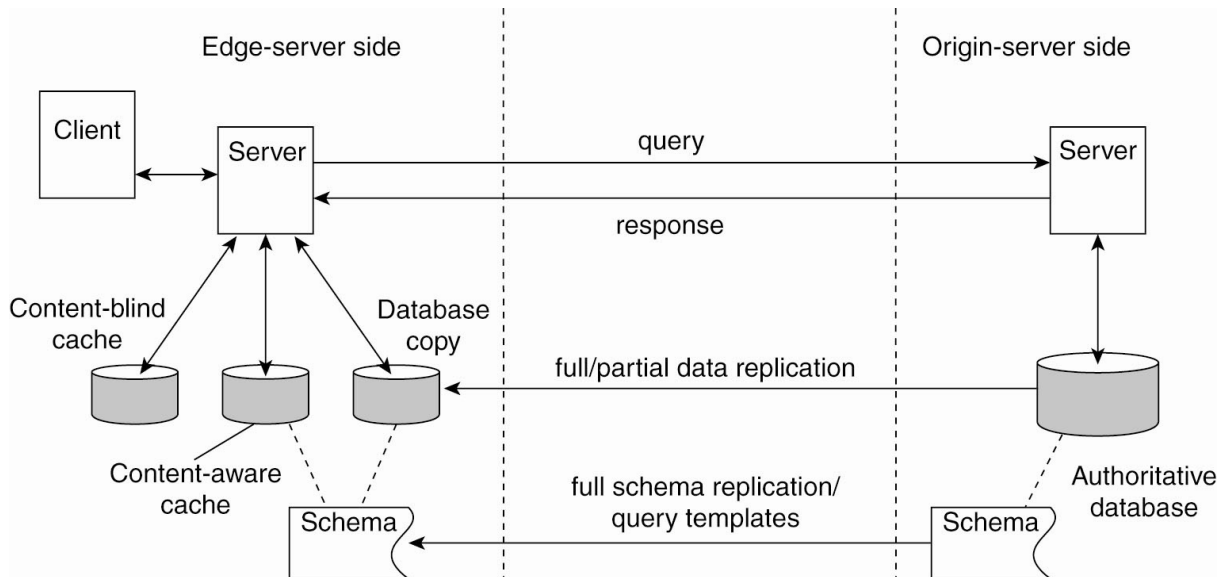 Edge-server side
Origin-server side
Client
Server
query
Server
response
Content-blind
cache
Database
copy
full/partial data replication
Content-aware
cache
Authoritative
database
full schema replication/
query templates
Schema
Schema